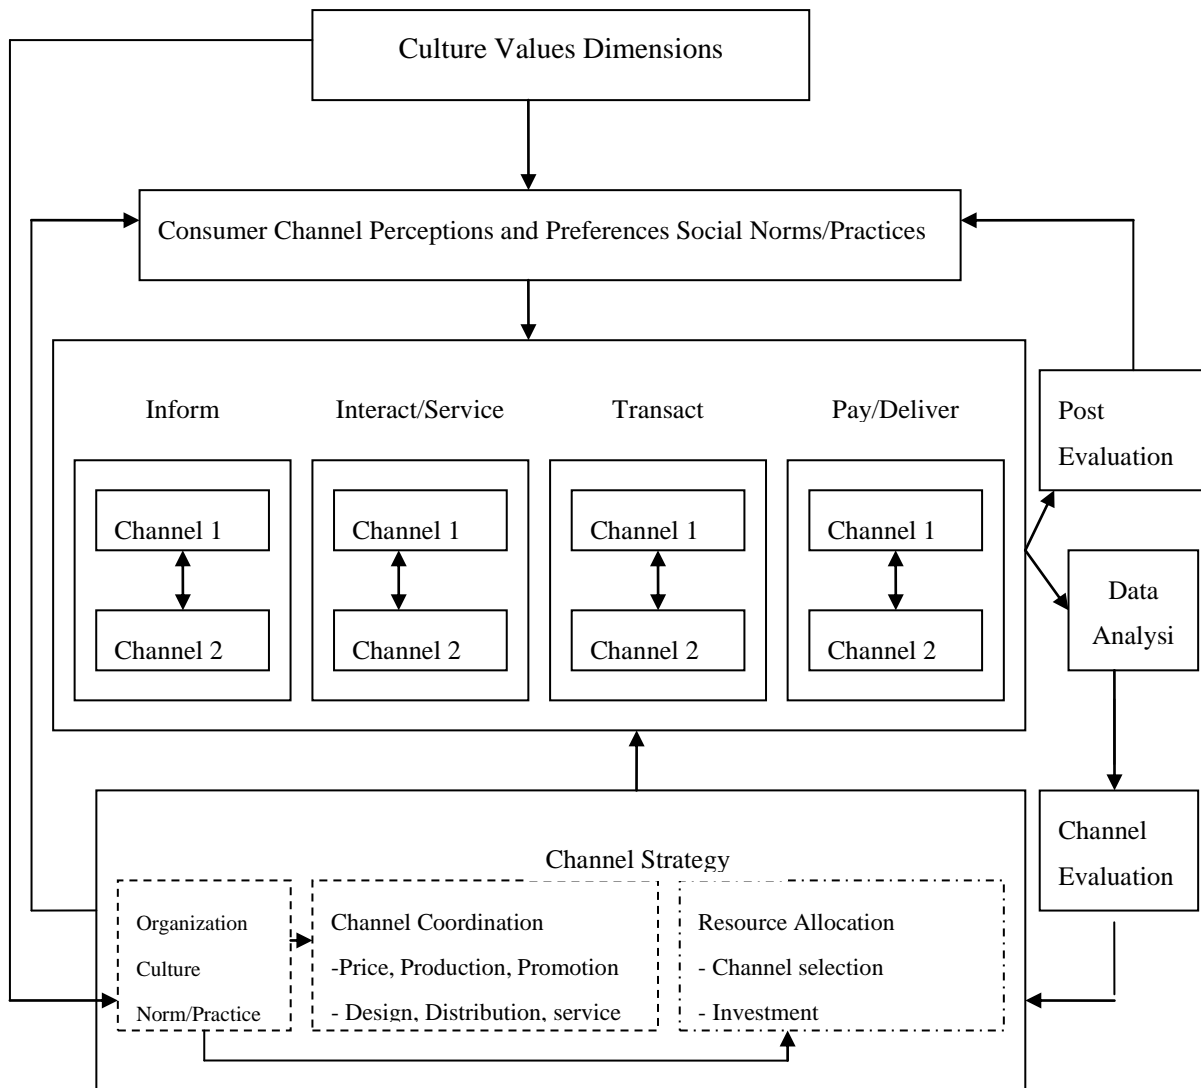 Culture Values Dimensions
Consumer Channel Perceptions and Preferences Social Norms/Practices
Inform
Interact/Service
Transact
Pay/Deliver
Channel 1
Channel 2
Channel 1
Channel 2
Channel 1
Channel 2
Channel 1
Channel 2
Post
Evaluation
Data
Analysi
Channel
Evaluation
Channel Strategy
Organization
Culture
Norm/Practice
Channel Coordination
-Price, Production, Promotion
- Design, Distribution, service
Resource Allocation
- Channel selection
- Investment